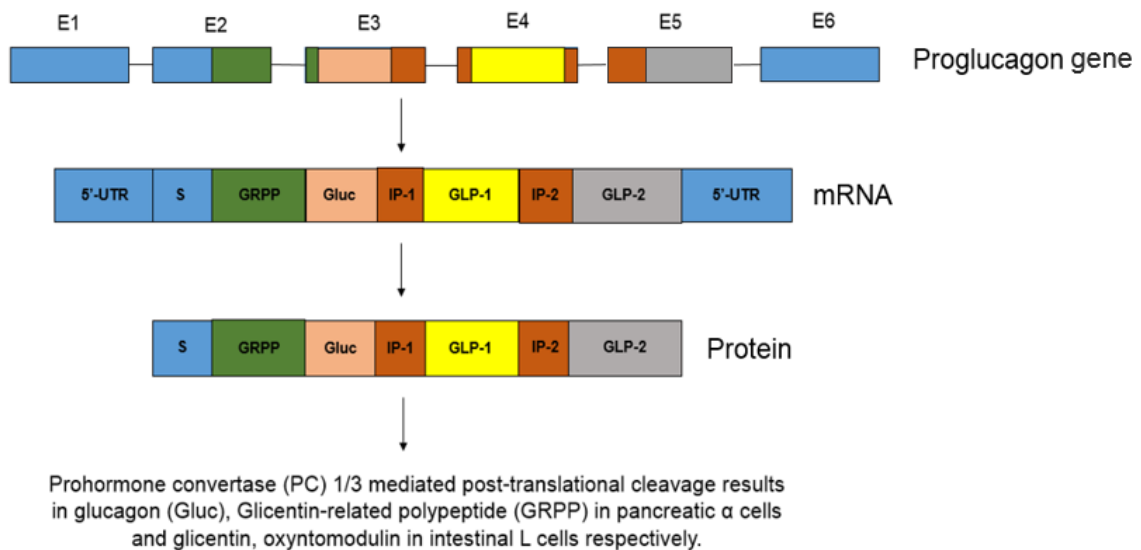 E1 E2 E3 E4 E5 E6
Proglucagon gene
5'-UTR S GRPP Gluc IP-1 GLP-1 IP-2 GLP-2 5'-UTR mRNA
S GRPP Gluc IP-1 GLP-1 IP-2 GLP-2 Protein
Prohormone convertase (PC) 1/3 mediated post-translational cleavage results
in glucagon (Gluc), Glicentin-related polypeptide (GRPP) in pancreatic α cells
and glicentin, oxyntomodulin in intestinal L cells respectively.